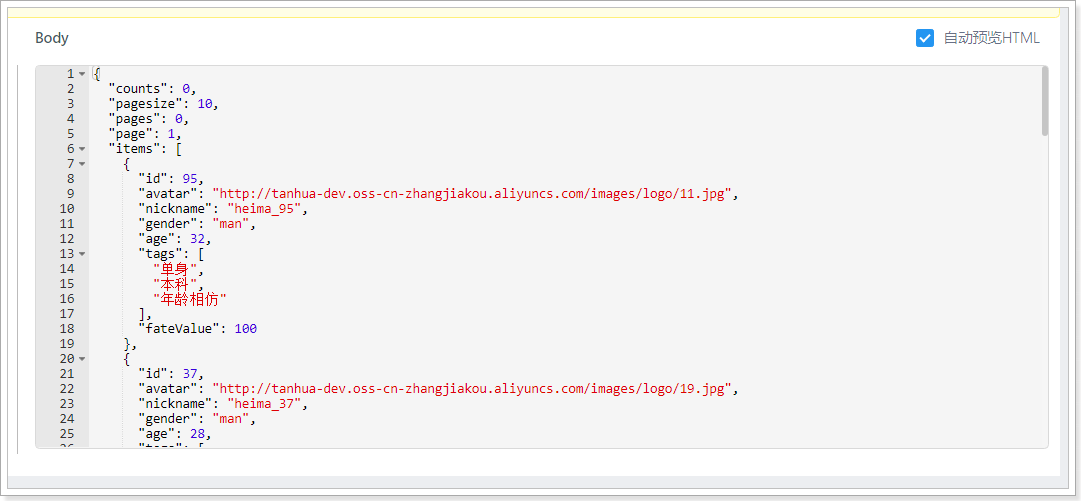 Body
自动预览HTML
1 {
2 "counts": 0,
3 "pagesize": 10,
4 "pages": 0,
5 "page": 1,
6 "items": [
7 {
8 "id": 95,
9 "avatar": "http://tanhua-dev.oss-cn-zhangjiakou.aliyuncs.com/images/logo/11.jpg",
10 "nickname": "heima_95",
11 "gender": "man",
12 "age": 32,
13 "tags": [
14 "单身",
15 "本科",
16 "年龄相仿"
17 ],
18 "fateValue": 100
19 },
20 {
21 "id": 37,
22 "avatar": "http://tanhua-dev.oss-cn-zhangjiakou.aliyuncs.com/images/logo/19.jpg",
23 "nickname": "heima_37",
24 "gender": "man",
25 "age": 28,
26 "tags": [